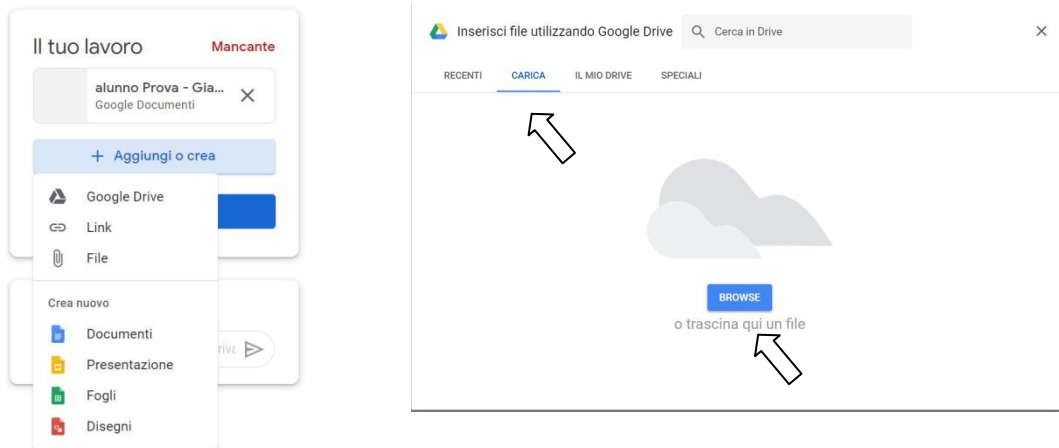 Il tuo lavoro Mancante
alunno Prova - Gia...
Google Documenti
+ Aggiungi o crea
Google Drive
Link
File
Crea nuovo
Documenti
Presentazione
Fogli
Disegni
Inserisci file utilizzando Google Drive Cerca in Drive
RECENTI CARICA IL MIO DRIVE SPECIALI
BROWSE
o trascina qui un file